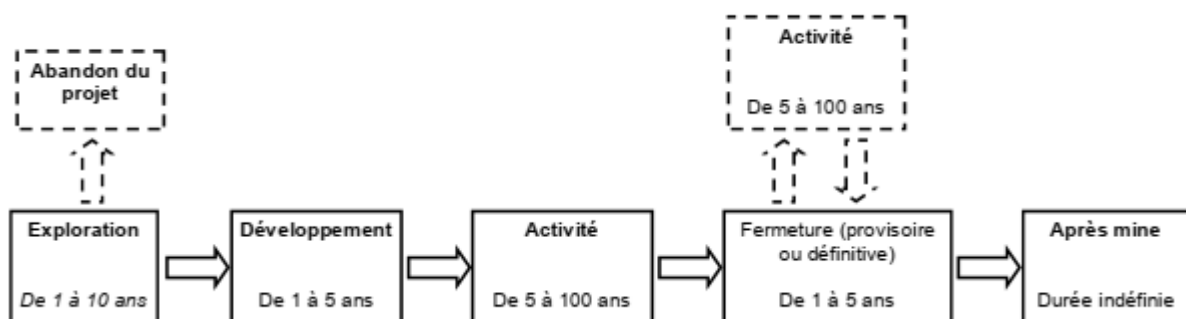 Abandon du
projet
Activité
De 5 à 100 ans
Exploration
De 1 à 10 ans
Développement
De 1 à 5 ans
Activité
De 5 à 100 ans
Fermeture (provisoire
ou définitive)
De 1 à 5 ans
Après mine
Durée indéfinie